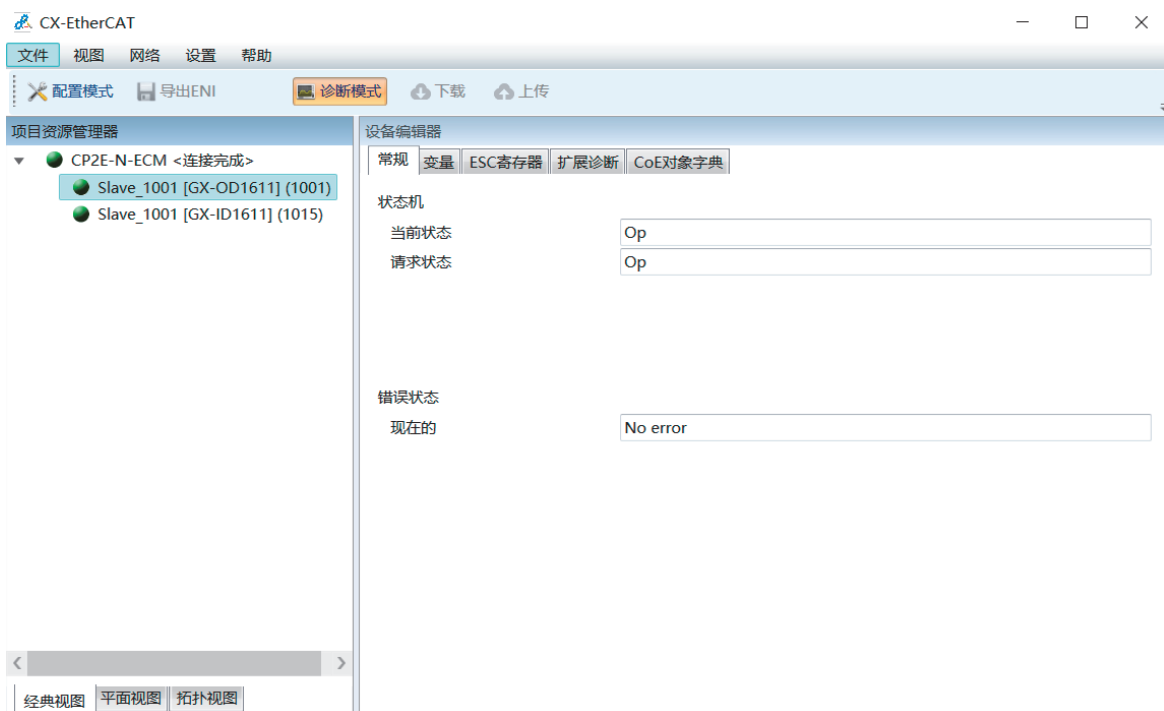 CX-EtherCAT
文件 视图 网络 设置 帮助
配置模式 导出ENI 诊断模式 下载 上传
项目资源管理器
CP2E-N-ECM <连接完成>
Slave_1001 [GX-OD1611] (1001)
Slave_1001 [GX-ID1611] (1015)
经典视图 平面视图 拓扑视图
设备编辑器
常规 变量 ESC寄存器 扩展诊断 CoE对象字典
状态机
当前状态 Op
请求状态 Op
错误状态
现在的 No error